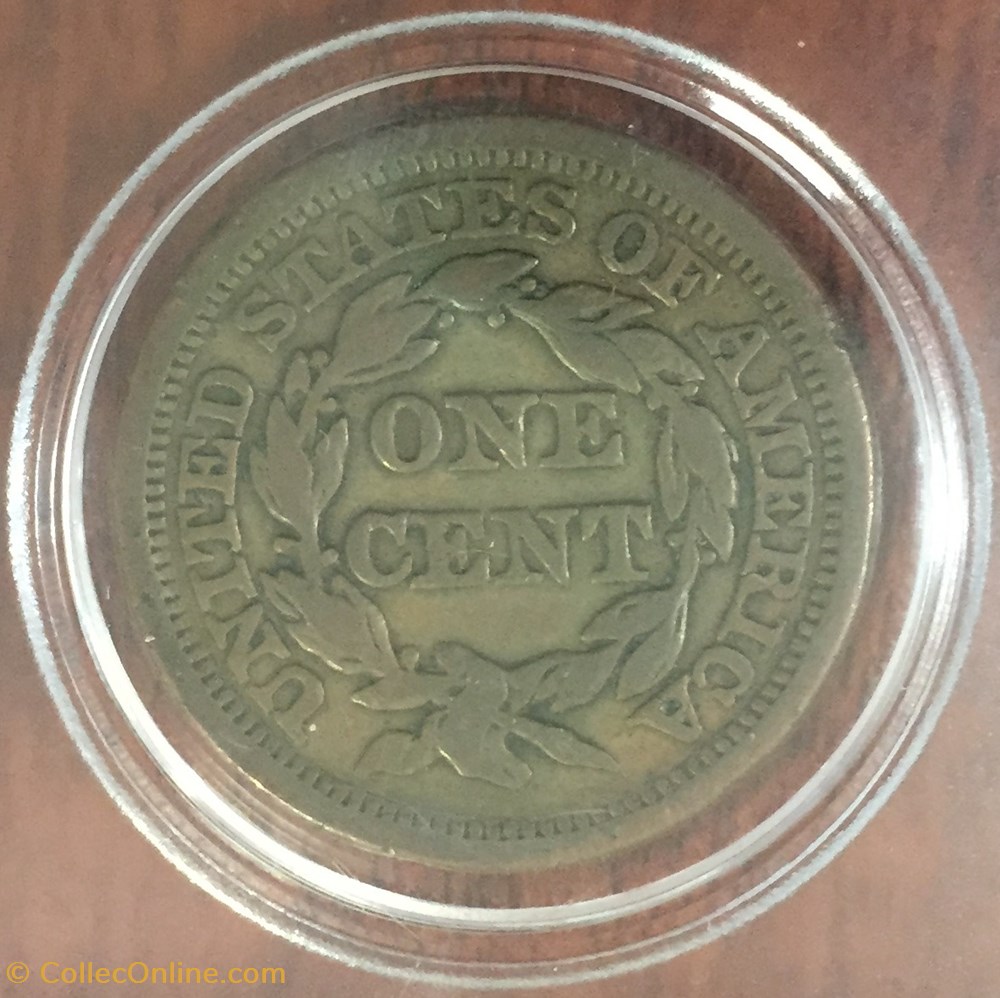 UNITED STATES OF AMERICA
ONE
CENT
© CollecOnline.com